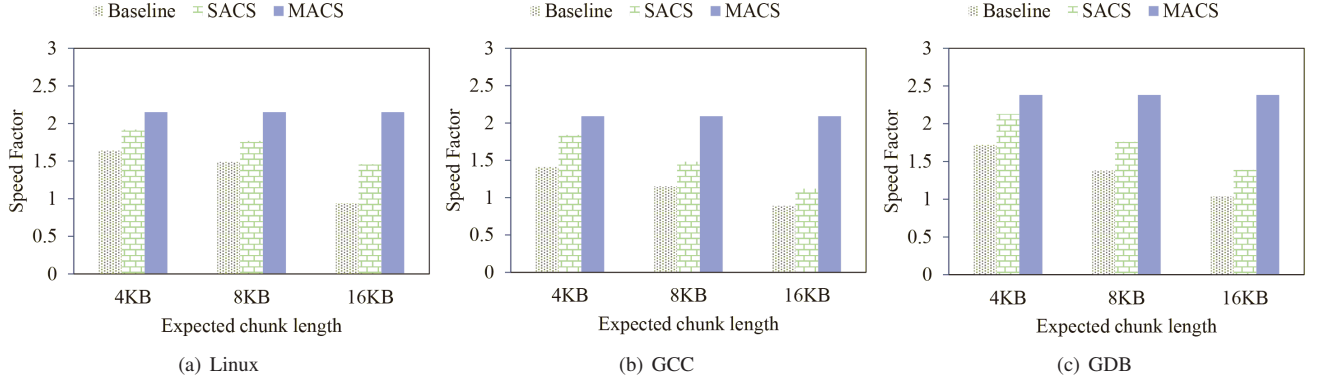 Baseline SACS MACS
3
2.5
2
1.5
1
0.5
0
Speed Factor
4KB 8KB 16KB
Expected chunk length
(a) Linux
Baseline SACS MACS
3
2.5
2
1.5
1
0.5
0
Speed Factor
4KB 8KB 16KB
Expected chunk length
(b) GCC
Baseline SACS MACS
3
2.5
2
1.5
1
0.5
0
Speed Factor
4KB 8KB 16KB
Expected chunk length
(c) GDB